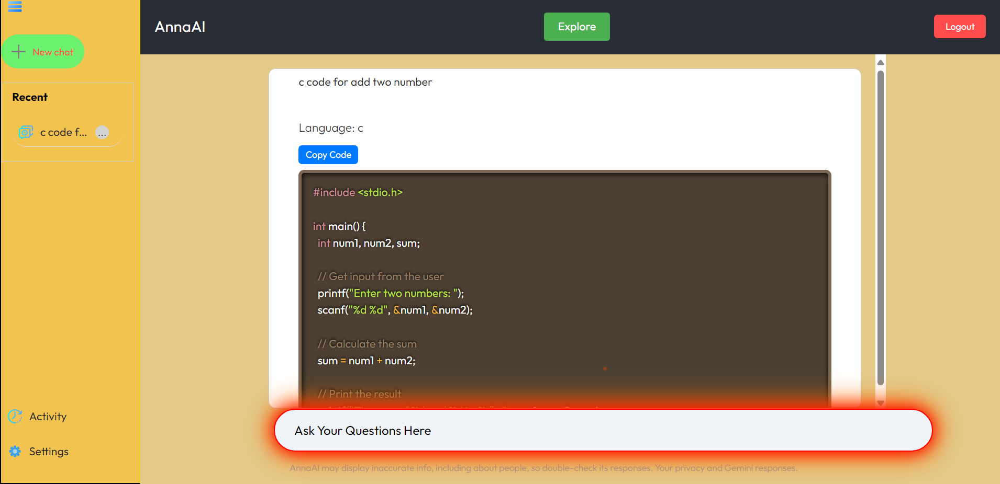 AnnaAI
Explore
Logout
New chat
Recent
c code f...
...
Activity
Settings
c code for add two number
Language: c
Copy Code
#include <stdio.h>
int main() {
int num1, num2, sum;
// Get input from the user
printf("Enter two numbers: ");
scanf("%d %d", &num1, &num2);
// Calculate the sum
sum = num1 + num2;
// Print the result
Ask Your Questions Here
AnnaAI may display inaccurate info, including about people, so double-check its responses. Your privacy and Gemini responses.